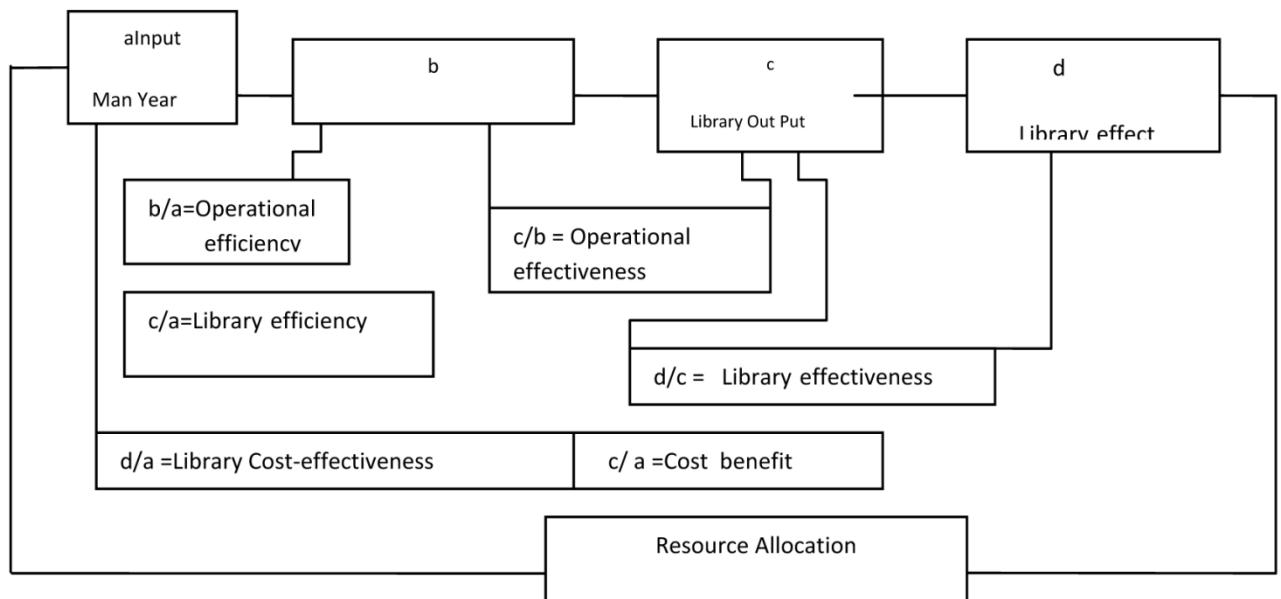 aInput
Man Year
b
c
Library Out Put
d
Library effect
b/a=Operational
efficiency
c/b = Operational
effectiveness
c/a=Library efficiency
d/c = Library effectiveness
d/a =Library Cost-effectiveness
c/ a =Cost benefit
Resource Allocation